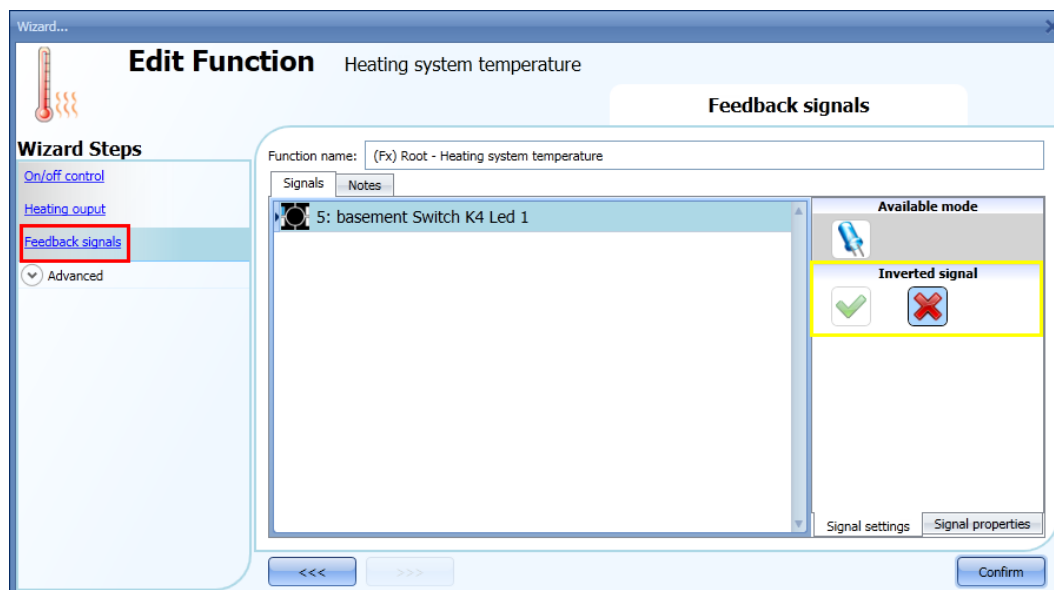 Wizard...
Edit Function Heating system temperature
Feedback signals
Wizard Steps
On/off control
Heating ouput
Feedback signals
Advanced
Function name: (Fx) Root - Heating system temperature
Signals Notes
5: basement Switch K4 Led 1
Available mode
Inverted signal
Signal settings Signal properties
<<< >>> Confirm